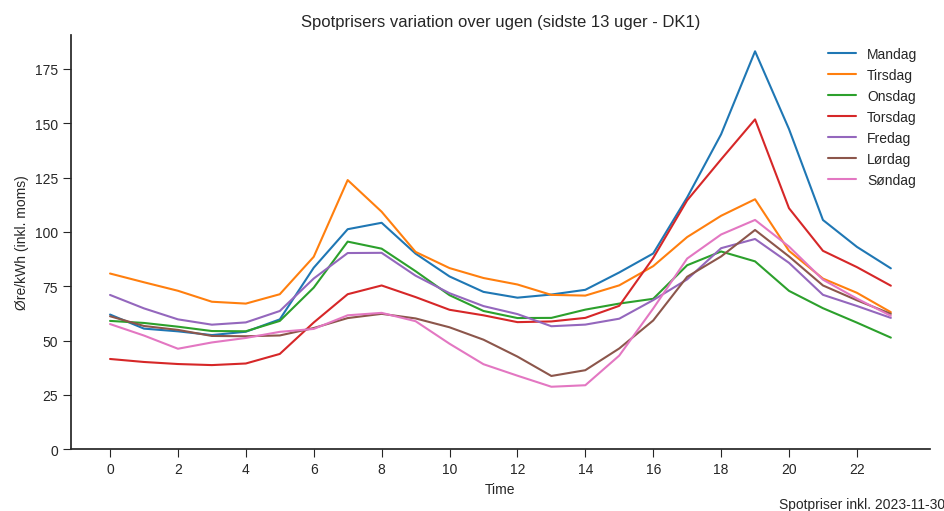 Spotprisers variation over ugen (sidste 13 uger - DK1)
Øre/kWh (inkl. moms)
175
150
125
100
75
50
25
0
0 2 4 6 8 10 12 14 16 18 20 22
Time
Mandag
Tirsdag
Onsdag
Torsdag
Fredag
Lørdag
Søndag
Spotpriser inkl. 2023-11-30